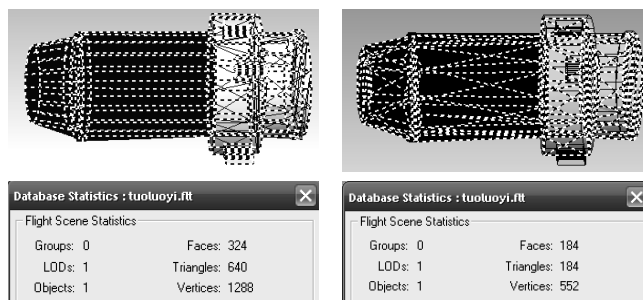 Database Statistics : tuoluoyi.flt
Flight Scene Statistics
Groups: 0 Faces: 324
LODs: 1 Triangles: 640
Objects: 1 Vertices: 1288
Database Statistics : tuoluoyi.flt
Flight Scene Statistics
Groups: 0 Faces: 184
LODs: 1 Triangles: 184
Objects: 1 Vertices: 552